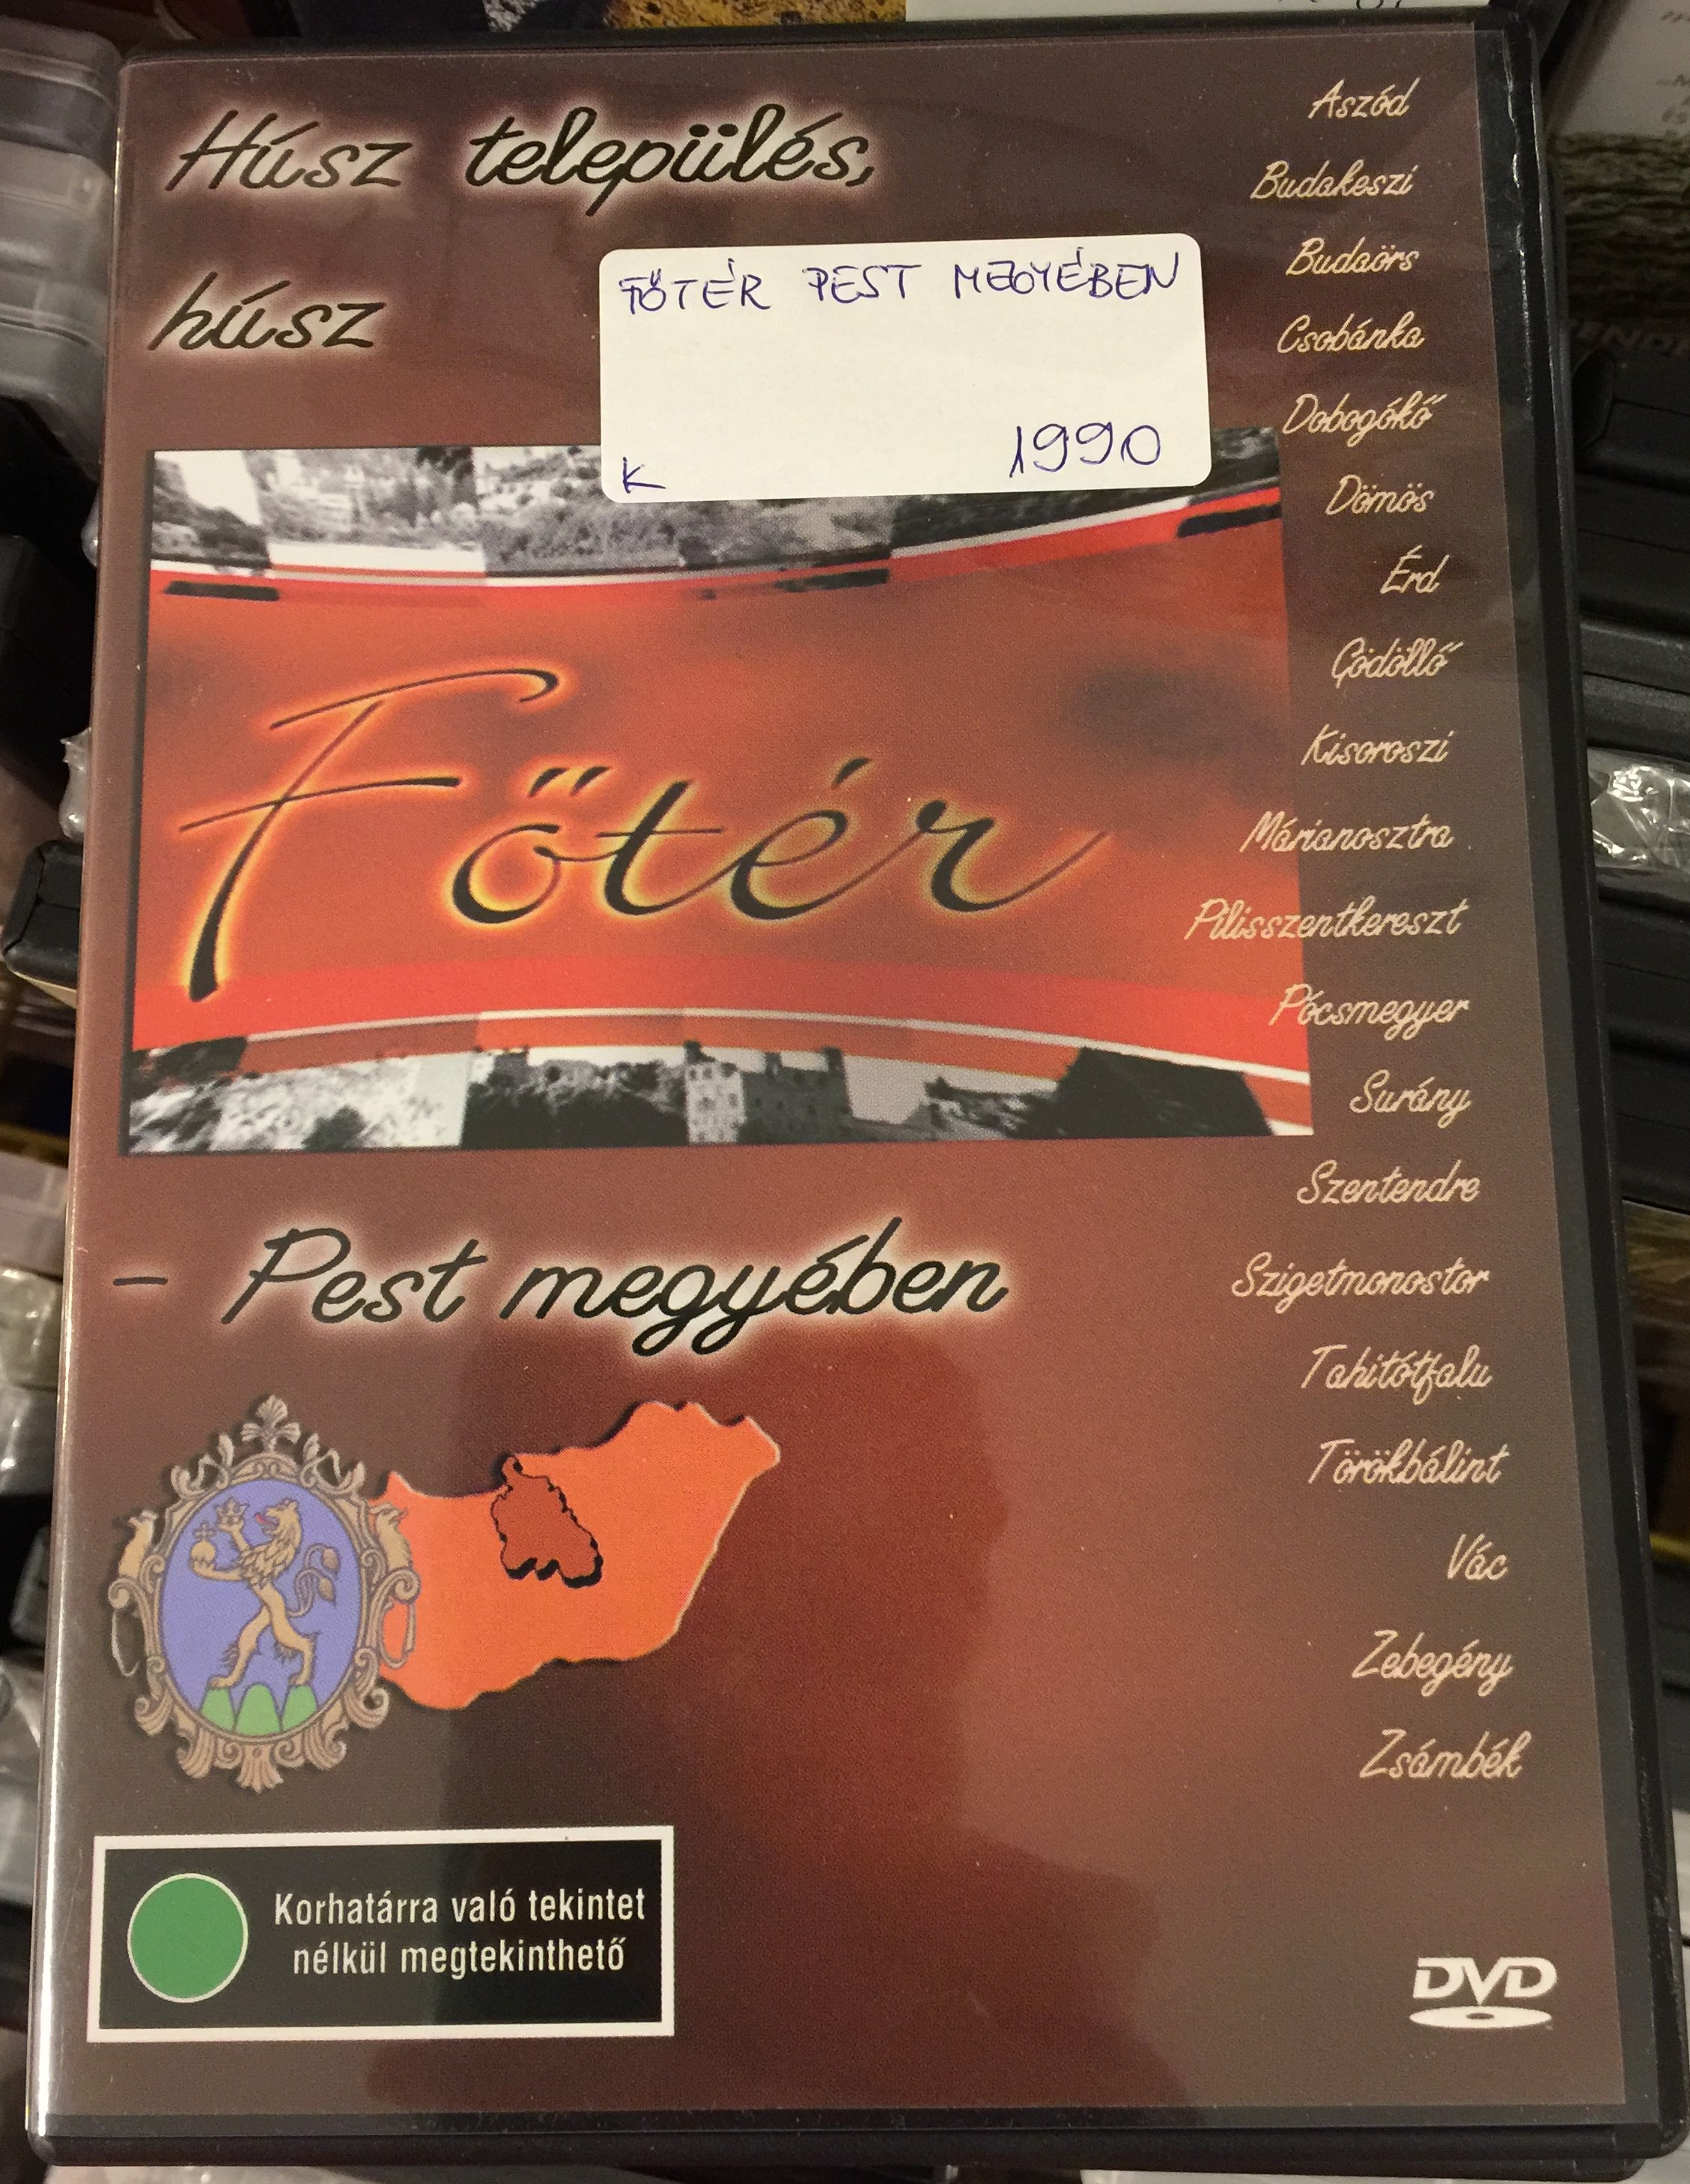 Húsz település,
húsz
FŐTÉR PEST MEGYÉBEN
K
1990
Főtér
- Pest megyében
Aszód
Budakeszi
Budaörs
Csobánka
Dobogókő
Dömös
Érd
Gödöllő
Kisoroszi
Márianosztra
Pilisszentkereszt
Pócsmegyer
Surány
Szentendre
Szigetmonostor
Tahitótfalu
Törökbálint
Vác
Zebegény
Zsámbék
Korhatárra való tekintet
nélkül megtekinthető
DVD